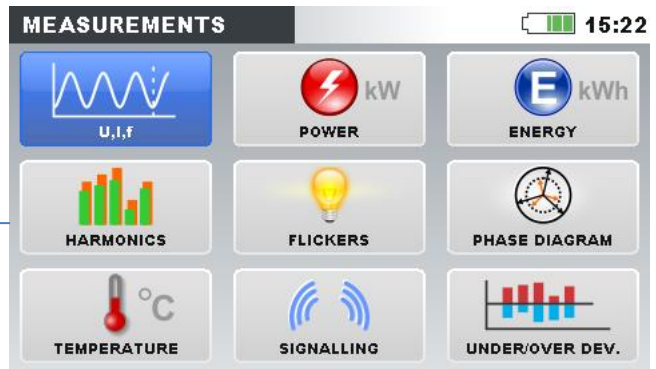 MEASUREMENTS 15:22
kW
E kWh
U,I,f POWER ENERGY
HARMONICS FLICKERS PHASE DIAGRAM
°C
TEMPERATURE SIGNALLING UNDER/OVER DEV.